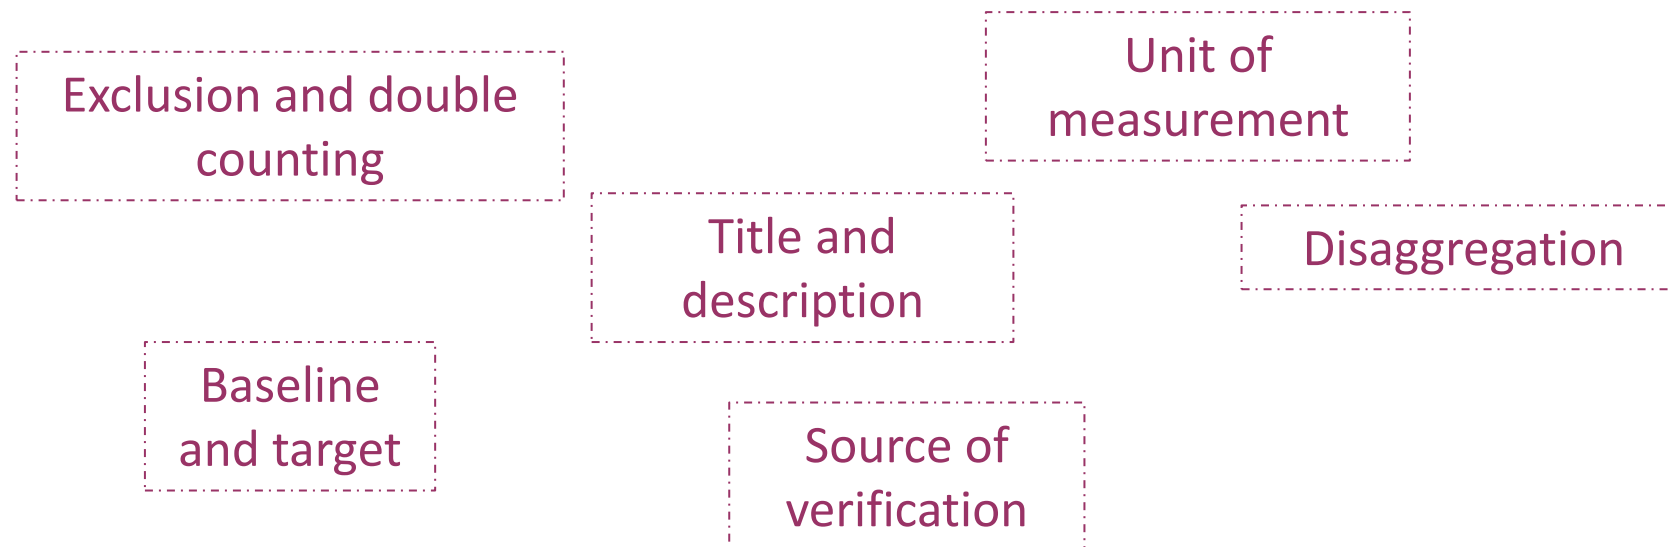 Exclusion and double
counting
Unit of
measurement
Title and
description
Disaggregation
Baseline
and target
Source of
verification